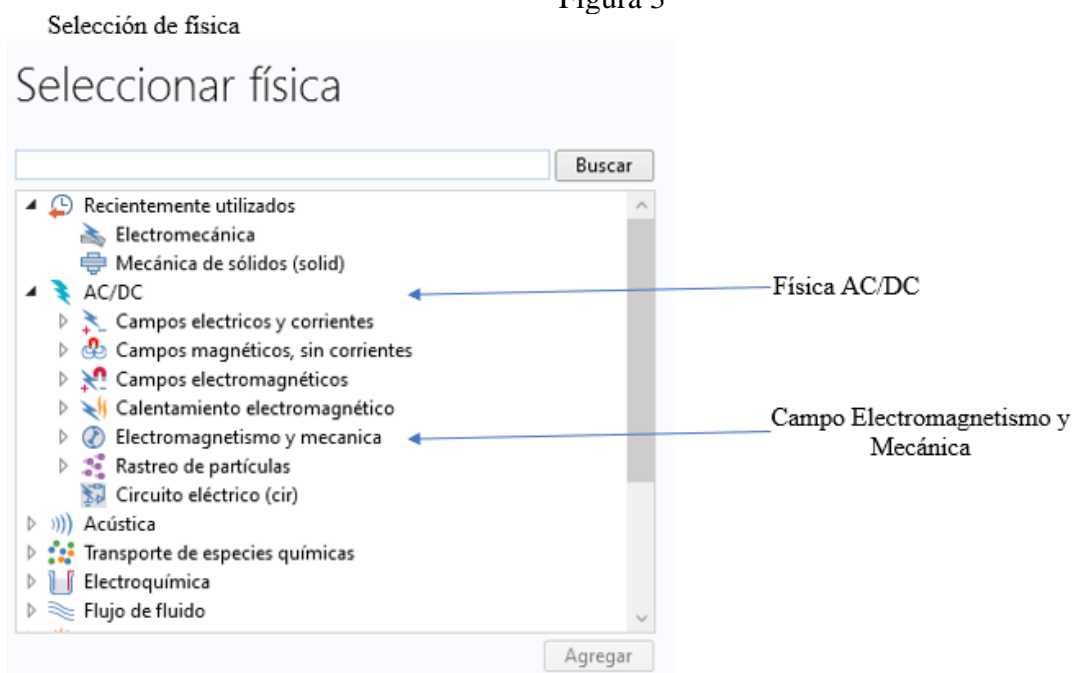 Figura 3
Selección de física
Seleccionar física
Buscar
Recientemente utilizados
Electromecánica
Mecánica de sólidos (solid)
AC/DC
Física AC/DC
Campos electricos y corrientes
Campos magnéticos, sin corrientes
Campos electromagnéticos
Calentamiento electromagnético
Electromagnetismo y mecanica
Campo Electromagnetismo y
Mecánica
Rastreo de partículas
Circuito eléctrico (cir)
Acústica
Transporte de especies químicas
Electroquímica
Flujo de fluido
Agregar